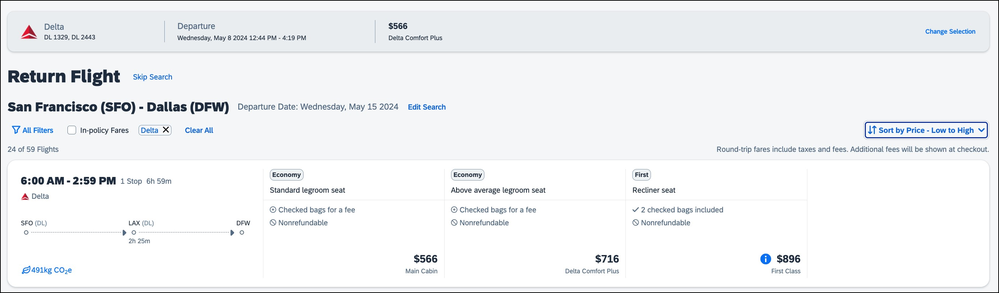 Delta
DL 1329, DL 2443
Departure
Wednesday, May 8 2024 12:44 PM - 4:19 PM
$566
Delta Comfort Plus
Change Selection
Return Flight Skip Search
San Francisco (SFO) - Dallas (DFW) Departure Date: Wednesday, May 15 2024 Edit Search
All Filters In-policy Fares Delta Clear All Sort by Price - Low to High
24 of 59 Flights Round-trip fares include taxes and fees. Additional fees will be shown at checkout.
6:00 AM - 2:59 PM 1 Stop 6h 59m
Delta
SFO (DL) LAX (DL) DFW
2h 25m
491kg CO₂e
Economy
Standard legroom seat
Checked bags for a fee
Nonrefundable
$566
Main Cabin
Economy
Above average legroom seat
Checked bags for a fee
Nonrefundable
$716
Delta Comfort Plus
First
Recliner seat
2 checked bags included
Nonrefundable
$896
First Class